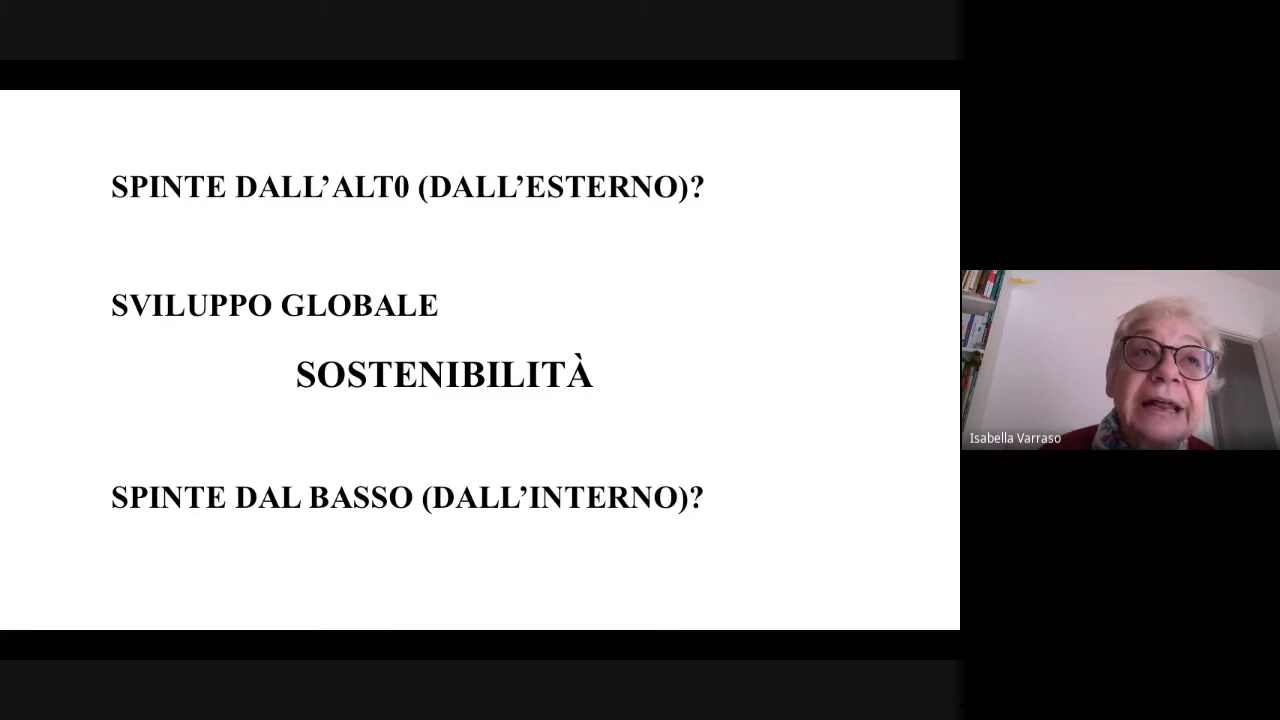 SPINTE DALL’ALT0 (DALL’ESTERNO)?
SVILUPPO GLOBALE
SOSTENIBILITÀ
SPINTE DAL BASSO (DALL’INTERNO)?
Isabella Varraso